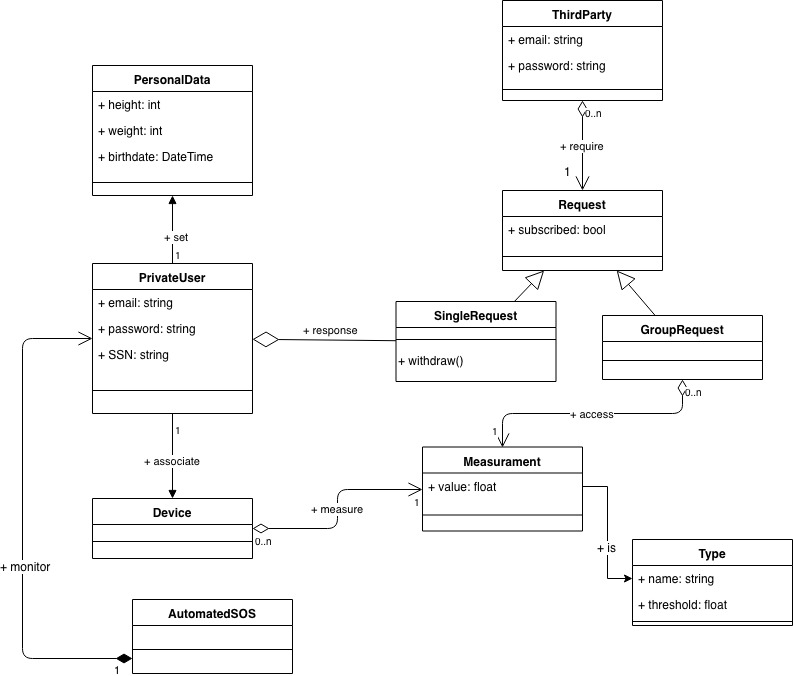 ThirdParty
+ email: string
+ password: string
0..n
+ require
1
PersonalData
+ height: int
+ weight: int
+ birthdate: DateTime
+ set
1
Request
+ subscribed: bool
PrivateUser
+ email: string
+ password: string
+ SSN: string
+ response
SingleRequest
+ withdraw()
GroupRequest
0..n
+ access
1
1
+ associate
Measurament
+ value: float
Device
0..n
+ measure
1
+ is
Type
+ name: string
+ threshold: float
+ monitor
AutomatedSOS
1